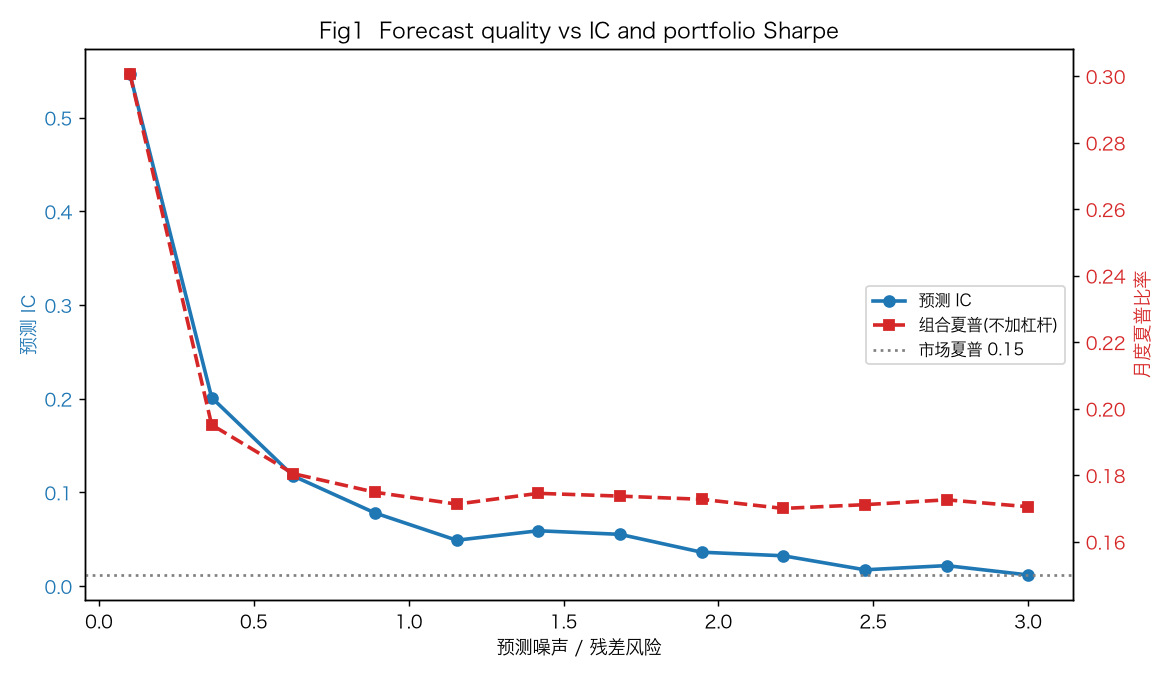 Fig1 Forecast quality vs IC and portfolio Sharpe
0.5
0.4
0.3
0.2
0.1
0.0
预测 IC
0.30
0.28
0.26
0.24
0.22
0.20
0.18
0.16
月度夏普比率
预测 IC
组合夏普(不加杠杆)
市场夏普 0.15
0.0 0.5 1.0 1.5 2.0 2.5 3.0
预测噪声 / 残差风险